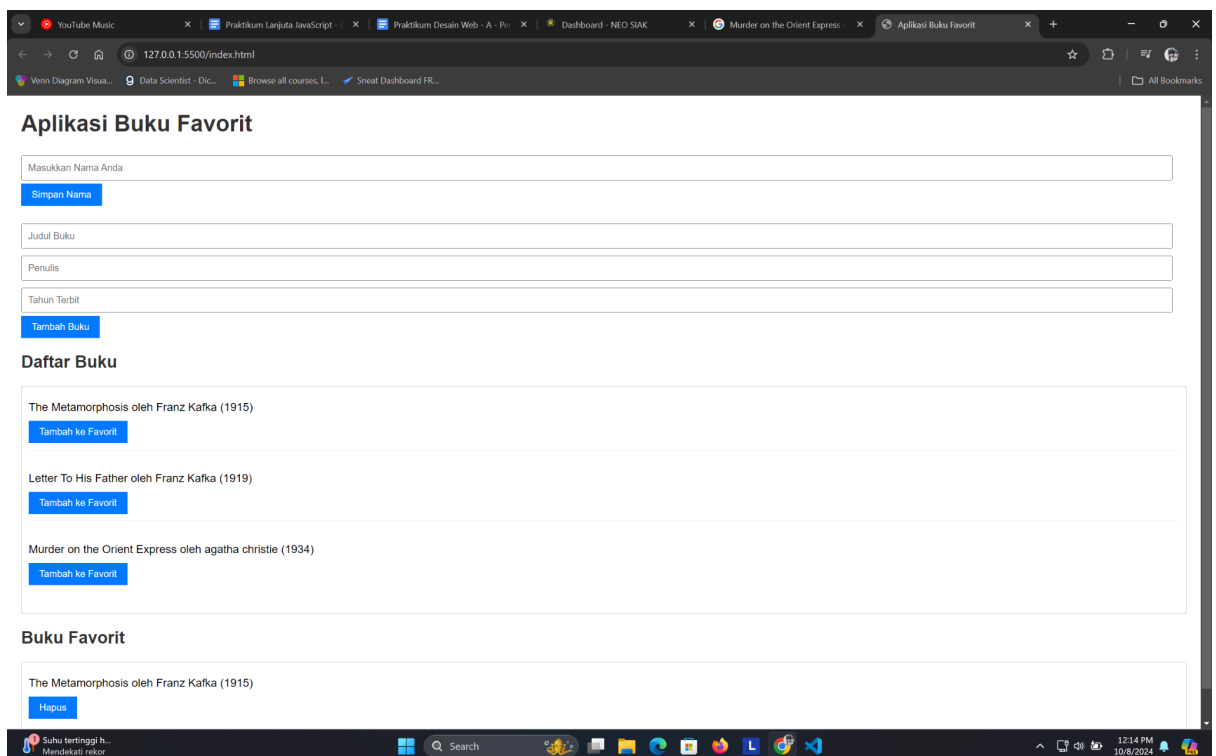 YouTube Music
Praktikum Lanjuta JavaScript -
Praktikum Desain Web - A - Pe
Dashboard - NEO SIAK
Murder on the Orient Express -
Aplikasi Buku Favorit
127.0.0.1:5500/index.html
Venn Diagram Visua...
Data Scientist - Dic...
Browse all courses, l...
Sneat Dashboard FR...
All Bookmarks
Aplikasi Buku Favorit
Masukkan Nama Anda
Simpan Nama
Judul Buku
Penulis
Tahun Terbit
Tambah Buku
Daftar Buku
The Metamorphosis oleh Franz Kafka (1915)
Tambah ke Favorit
Letter To His Father oleh Franz Kafka (1919)
Tambah ke Favorit
Murder on the Orient Express oleh agatha christie (1934)
Tambah ke Favorit
Buku Favorit
The Metamorphosis oleh Franz Kafka (1915)
Hapus
1
Suhu tertinggi h...
Mendekati rekor
Search
L
12:14 PM
10/8/2024